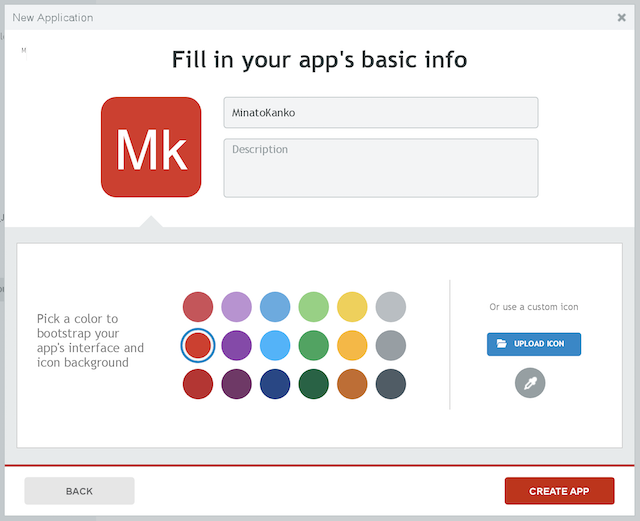 New Application
M
Fill in your app's basic info
Mk
MinatoKanko
Description
Pick a color to
bootstrap your
app's interface and
icon background
Or use a custom icon
UPLOAD ICON
BACK
CREATE APP